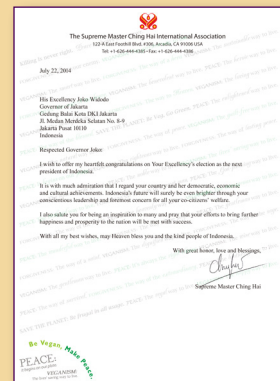 The Supreme Master Ching Hai International Association
123-A East Foothill Blvd. #306, Arcadia, CA 91006 USA
Tel: +1-626-444-4385 · Fax: +1-626-444-4386
July 22, 2014
His Excellency Joko Widodo
Governor of Jakarta
Gedung Balai Kota DKI Jakarta
Jl. Medan Merdeka Selatan No. 8-9
Jakarta Pusat 10110
Indonesia
Respected Governor Joko:
I wish to offer my heartfelt congratulations on Your Excellency's election as the next
president of Indonesia.
It is with much admiration that I regard your country and her democratic, economic
and cultural achievements. Indonesia's future will surely be even brighter through your
conscientious leadership and foremost concern for all your co-citizens' welfare.
I also salute you for being an inspiration to many and pray that your efforts to bring further
happiness and prosperity to the nation will be met with success.
With all my best wishes, may Heaven bless you and the kind people of Indonesia.
With great honor, love and blessings,
Supreme Master Ching Hai
Be Vegan, Make Peace.
PEACE:
VEGANISM: